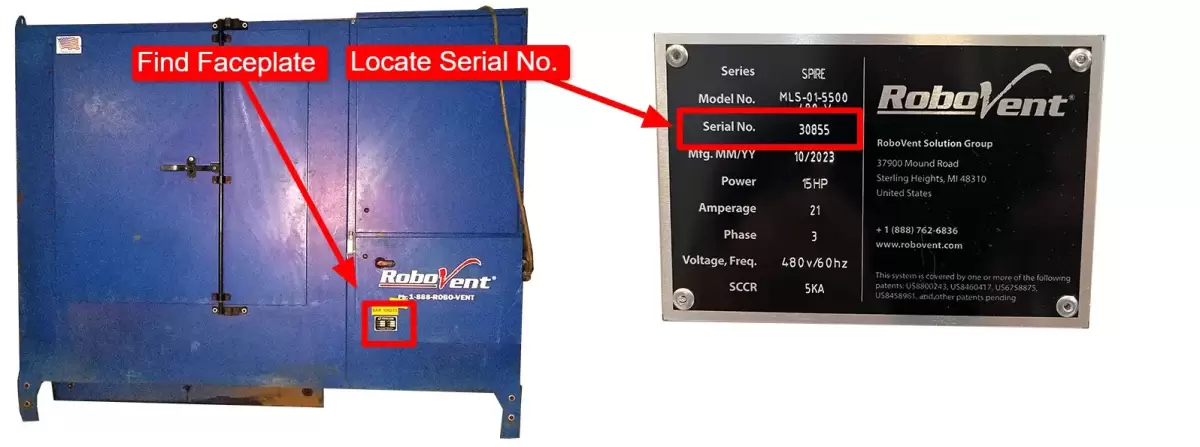 Find Faceplate
Locate Serial No.
RoboVent®
Ph: 1-888-ROBO-VENT
Series SPIRE
Model No. MLS-01-5500
480 V
Serial No. 30855
Mfg. MM/YY 10/2023
Power 15HP
Amperage 21
Phase 3
Voltage, Freq. 480v/60hz
SCCR 5KA
RoboVent®
RoboVent Solution Group
37900 Mound Road
Sterling Heights, MI 48310
United States
+ 1 (888) 762-6836
www.robovent.com
This system is covered by one or more of the following
patents: US8800243, US8460417, US6758875,
US8458961, and other patents pending